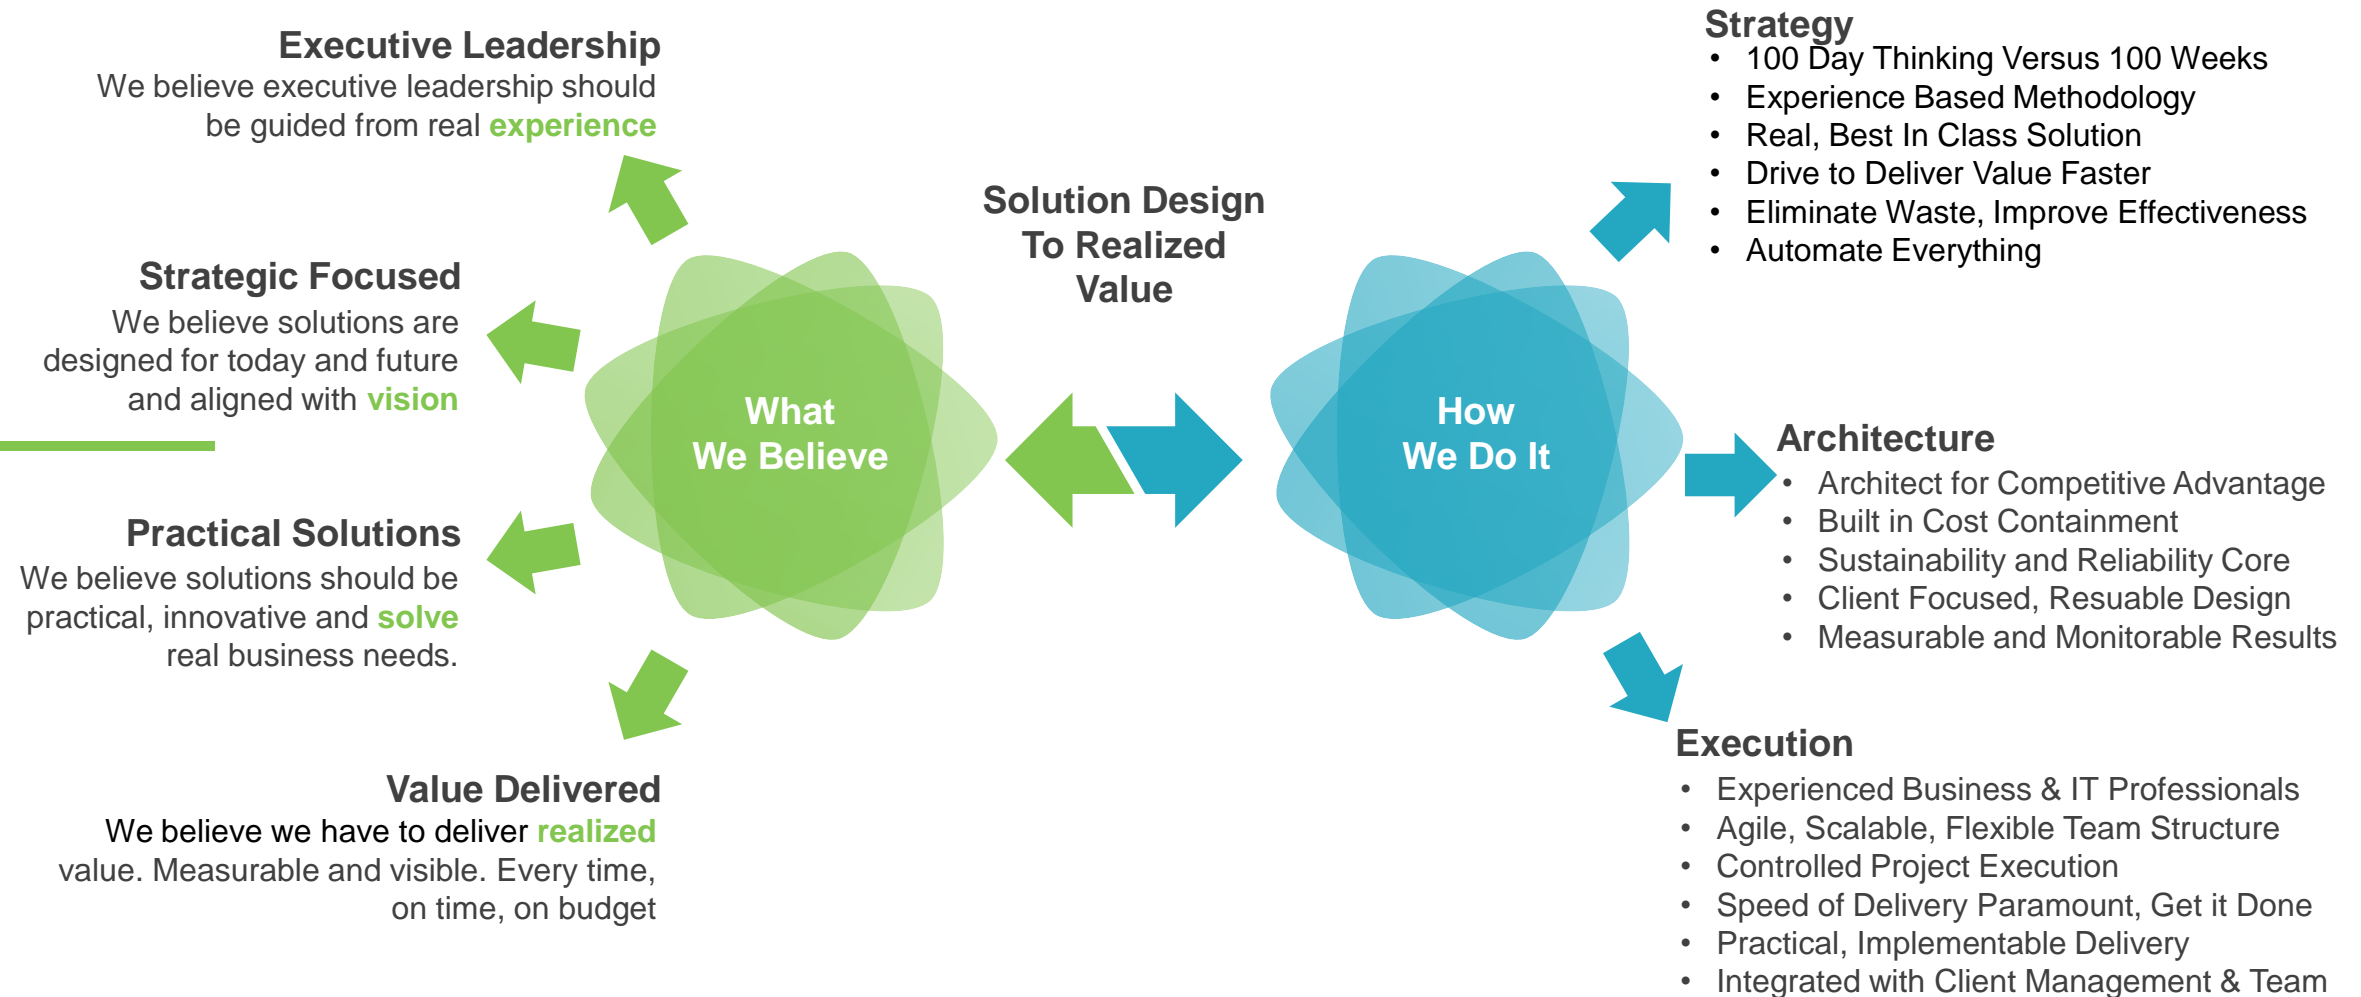 Executive Leadership
We believe executive leadership should
be guided from real experience
Strategic Focused
We believe solutions are
designed for today and future
and aligned with vision
Practical Solutions
We believe solutions should be
practical, innovative and solve
real business needs.
Value Delivered
We believe we have to deliver realized
value. Measurable and visible. Every time,
on time, on budget
What
We Believe
Solution Design
To Realized
Value
How
We Do It
Strategy
• 100 Day Thinking Versus 100 Weeks
• Experience Based Methodology
• Real, Best In Class Solution
• Drive to Deliver Value Faster
• Eliminate Waste, Improve Effectiveness
• Automate Everything
Architecture
• Architect for Competitive Advantage
• Built in Cost Containment
• Sustainability and Reliability Core
• Client Focused, Resuable Design
• Measurable and Monitorable Results
Execution
• Experienced Business & IT Professionals
• Agile, Scalable, Flexible Team Structure
• Controlled Project Execution
• Speed of Delivery Paramount, Get it Done
• Practical, Implementable Delivery
• Integrated with Client Management & Team